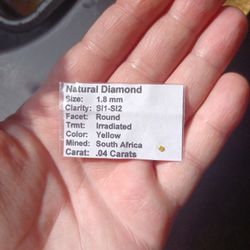 Natural Diamond
Size: 1.8 mm
Clarity: SI1-SI2
Facet: Round
Trmt: Irradiated
Color: Yellow
Mined: South Africa
Carat: .04 Carats